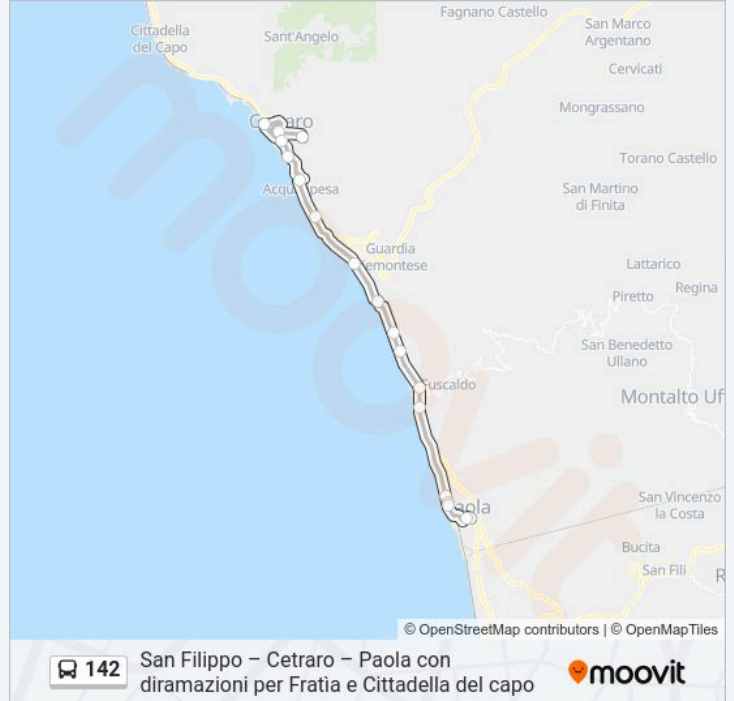 Fagnano Castello
Cittadella
del Capo
Sant'Angelo
San Marco
Argentano
Cervicati
Mongrassano
Torano Castello
San Martino
di Finita
Guardia
Lattarico
Regina
Piretto
San Benedetto
Ullano
Montalto Uf
San Vincenzo
la Costa
Bucita
San Fili
R
moovit
© OpenStreetMap contributors | © OpenMapTiles
142
San Filippo – Cetraro – Paola con
diramazioni per Fratìa e Cittadella del capo
moovit